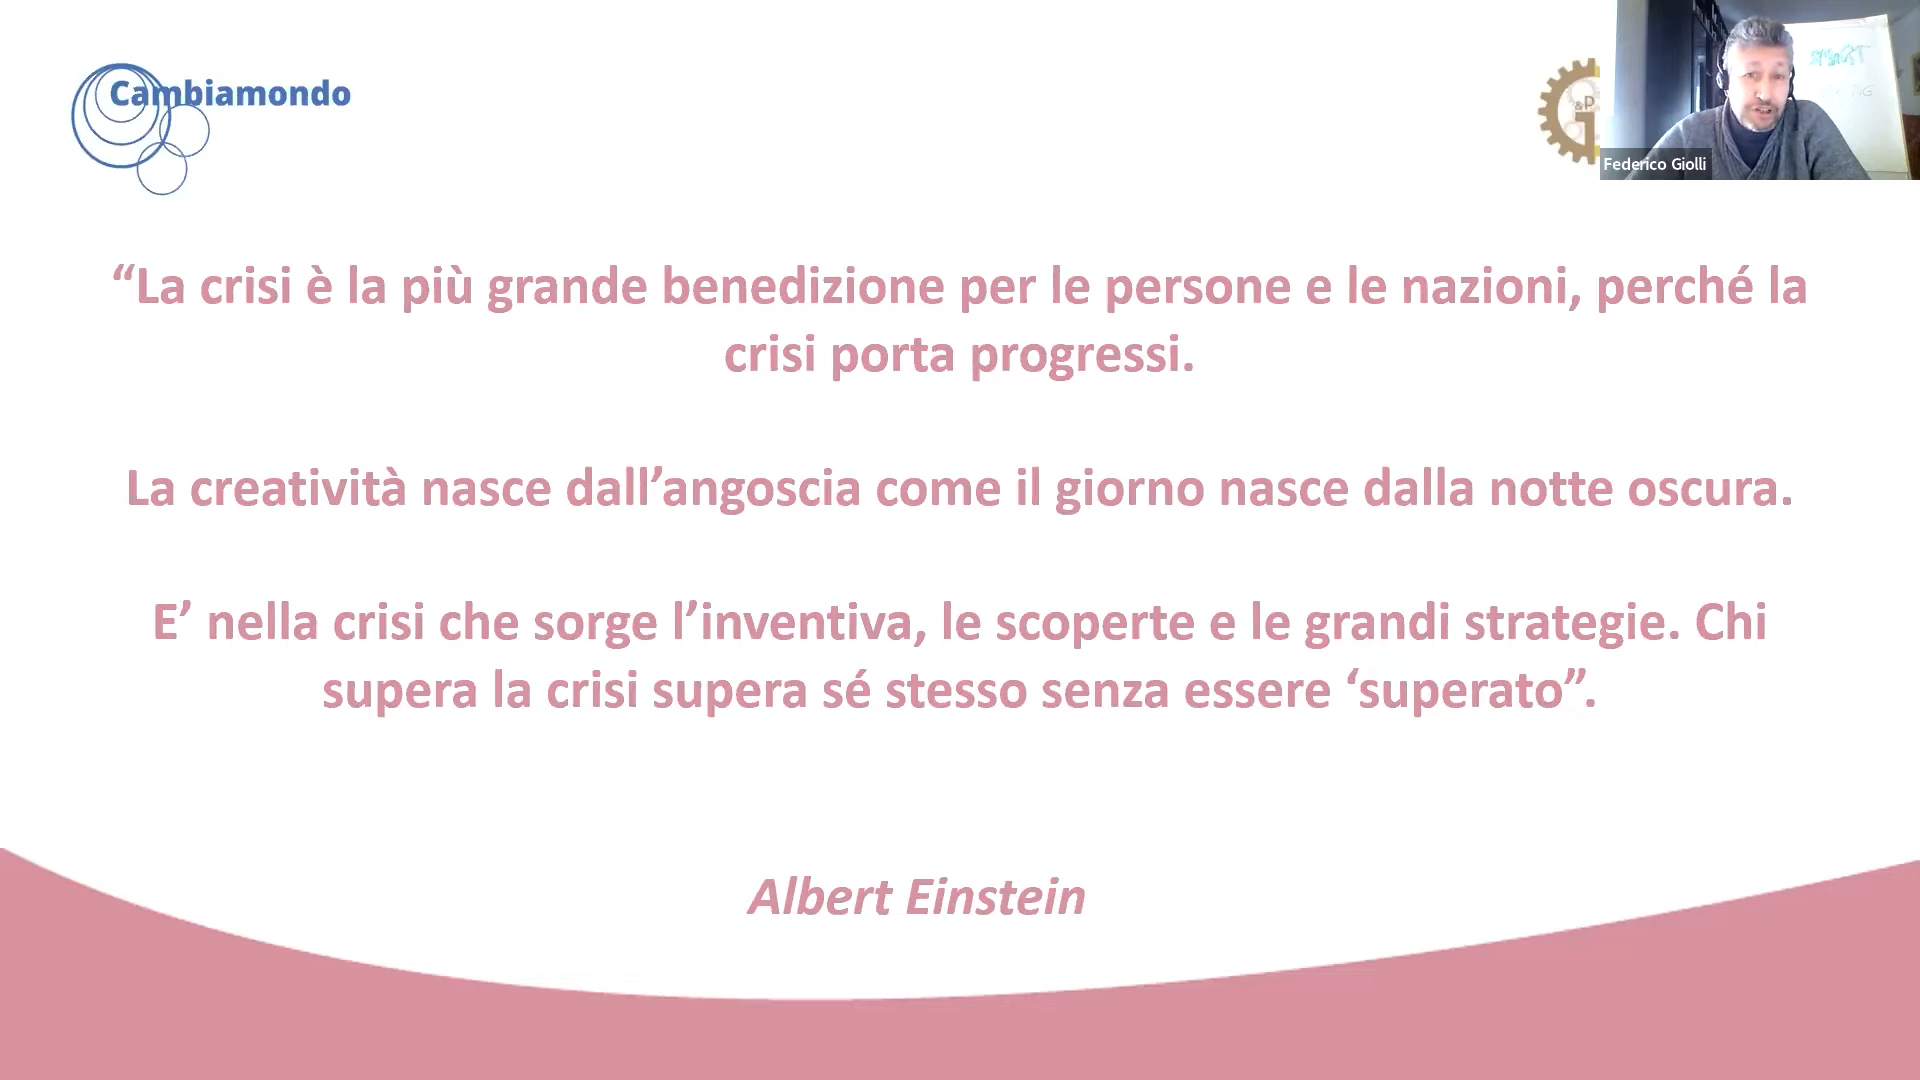 Cambiamondo
&P
Federico Giolli
“La crisi è la più grande benedizione per le persone e le nazioni, perché la
crisi porta progressi.
La creatività nasce dall’angoscia come il giorno nasce dalla notte oscura.
E’ nella crisi che sorge l’inventiva, le scoperte e le grandi strategie. Chi
supera la crisi supera sé stesso senza essere ‘superato”.
Albert Einstein